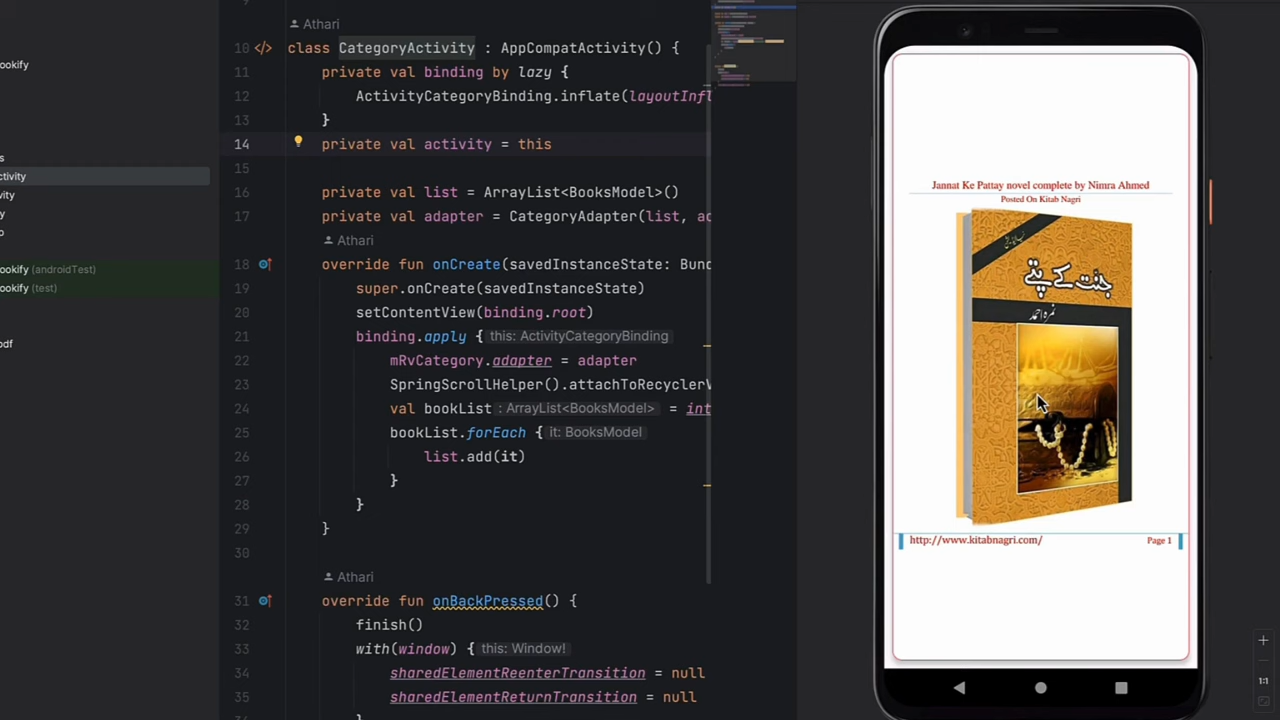 9
Athari
ookify
10 class CategoryActivity : AppCompatActivity() {
11 private val binding by lazy {
12 ActivityCategoryBinding.inflate(layoutInfl
13 }
s
14 private val activity = this
ctivity
15
vity
16 private val list = ArrayList<BooksModel>()
y
17 private val adapter = CategoryAdapter(list, ac
o
Athari
18 override fun onCreate(savedInstanceState: Bund
ookify (androidTest)
19 super.onCreate(savedInstanceState)
ookify (test)
20 setContentView(binding.root)
21 binding.apply { this: ActivityCategoryBinding
odf
22 mRvCategory.adapter = adapter
23 SpringScrollHelper().attachToRecyclerV
24 val bookList : ArrayList<BooksModel> = int
25 bookList.forEach { it: BooksModel
26 list.add(it)
27 }
28 }
29 }
30
Athari
31 override fun onBackPressed() {
32 finish()
33 with(window) { this: Window!
34 sharedElementReenterTransition = null
35 sharedElementReturnTransition = null
Jannat Ke Pattay novel complete by Nimra Ahmed
Posted On Kitab Nagri
جنت کے پتے
نمرہ احمد
http://www.kitabnagri.com/ Page 1
1:1